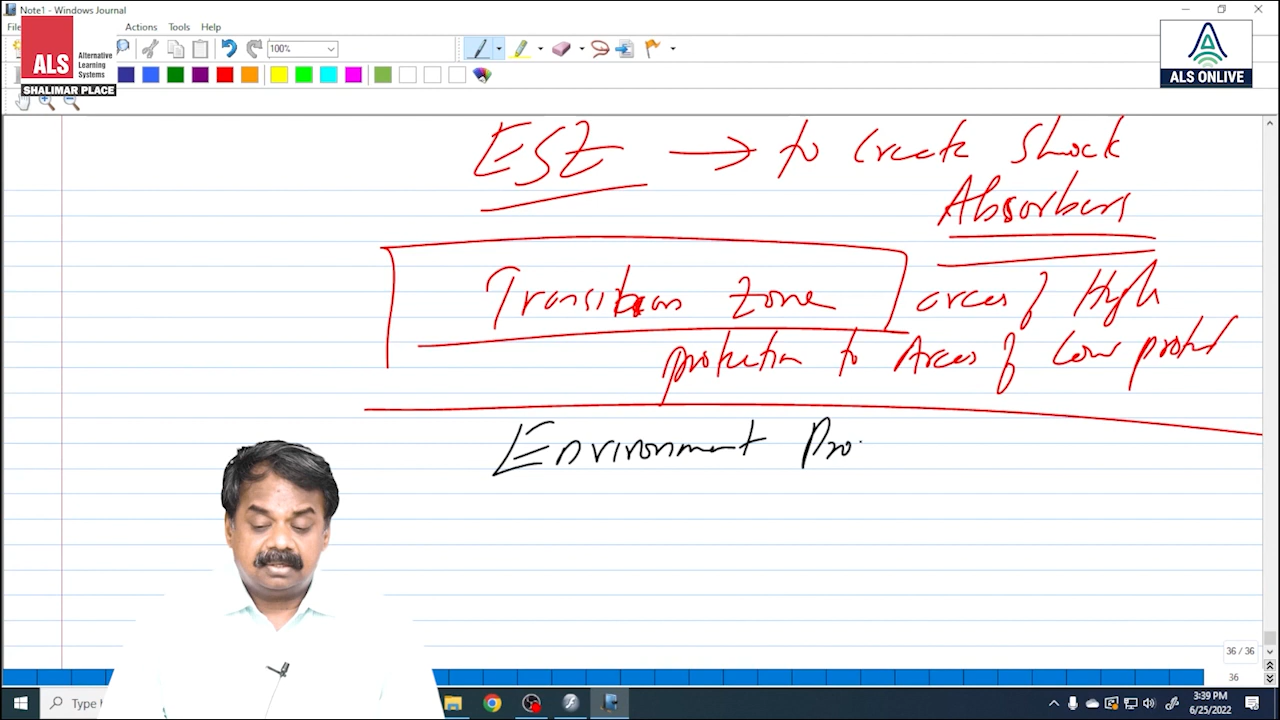 Note1 - Windows Journal
Actions Tools Help
ALS
Alternative
Learning
Systems
SHALIMAR PLACE
100%
ALS ONLIVE
ESZ → to Create Shock
Absorbers
Transition Zone areas of High
protection to Areas of Low protect
Environment Pro
36 / 36
36
Type
3:39 PM
6/25/2022